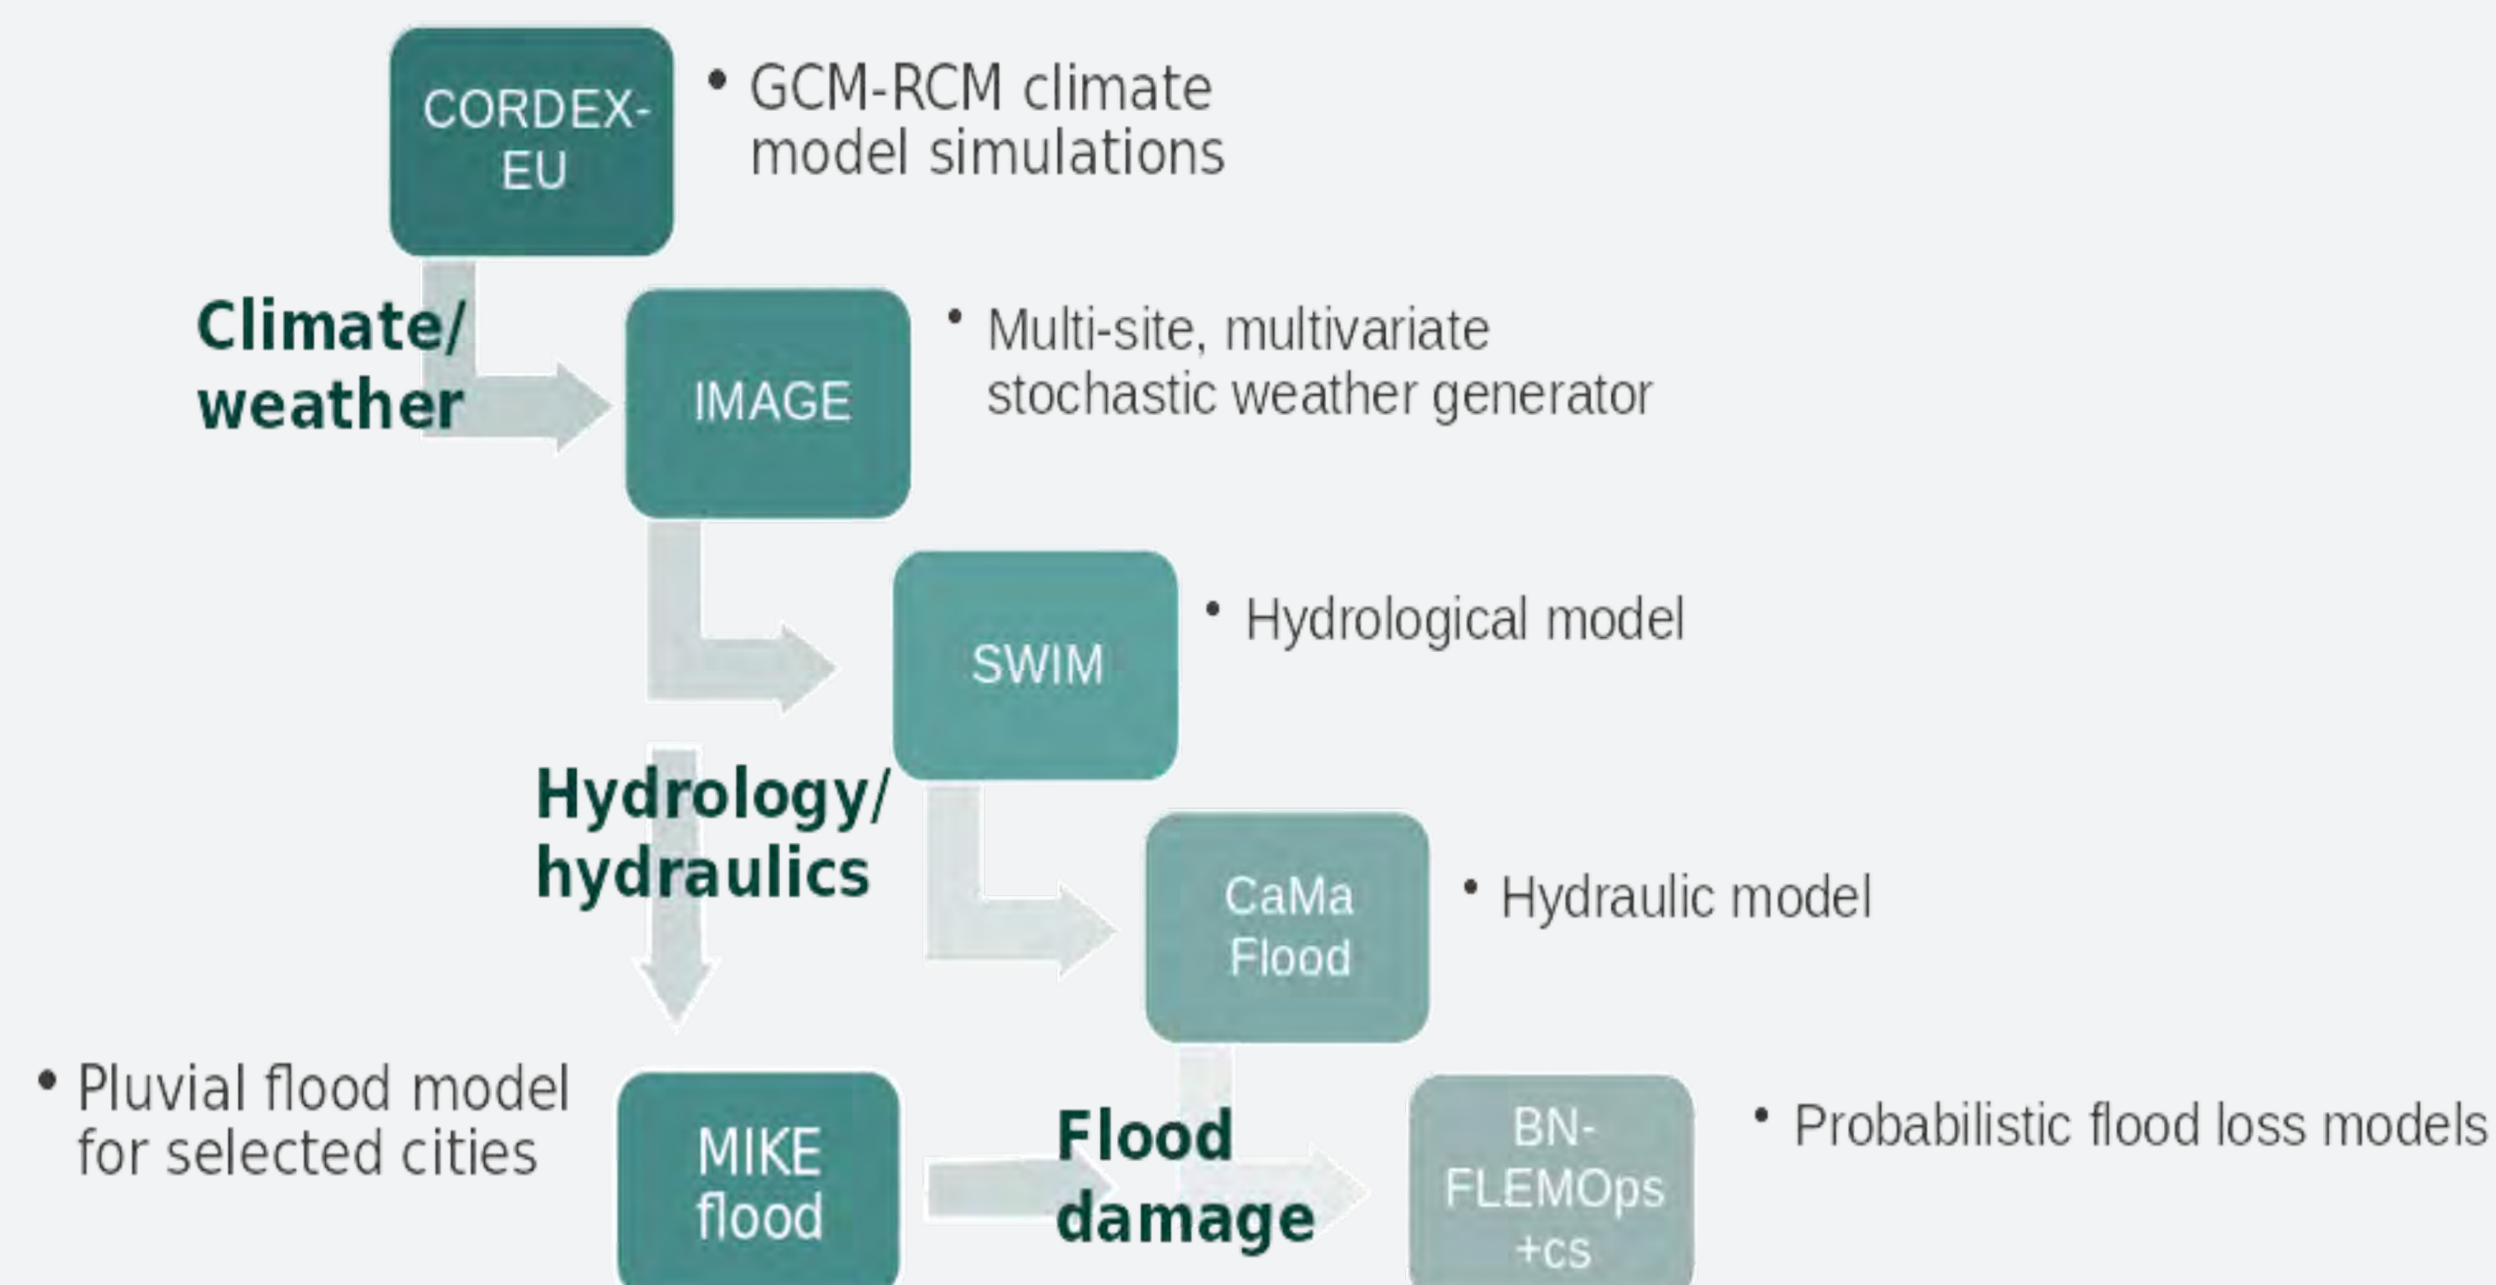 CORDEX-
EU
• GCM-RCM climate
model simulations
Climate/
weather
IMAGE
• Multi-site, multivariate
stochastic weather generator
SWIM
• Hydrological model
Hydrology/
hydraulics
CaMa
Flood
• Hydraulic model
• Pluvial flood model
for selected cities
MIKE
flood
Flood
damage
BN-
FLEMOps
+cs
• Probabilistic flood loss models